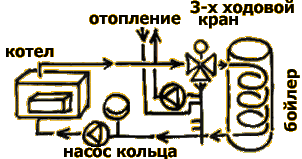 3-х ходовой
отопление
кран
котел
бойлер
насос кольца